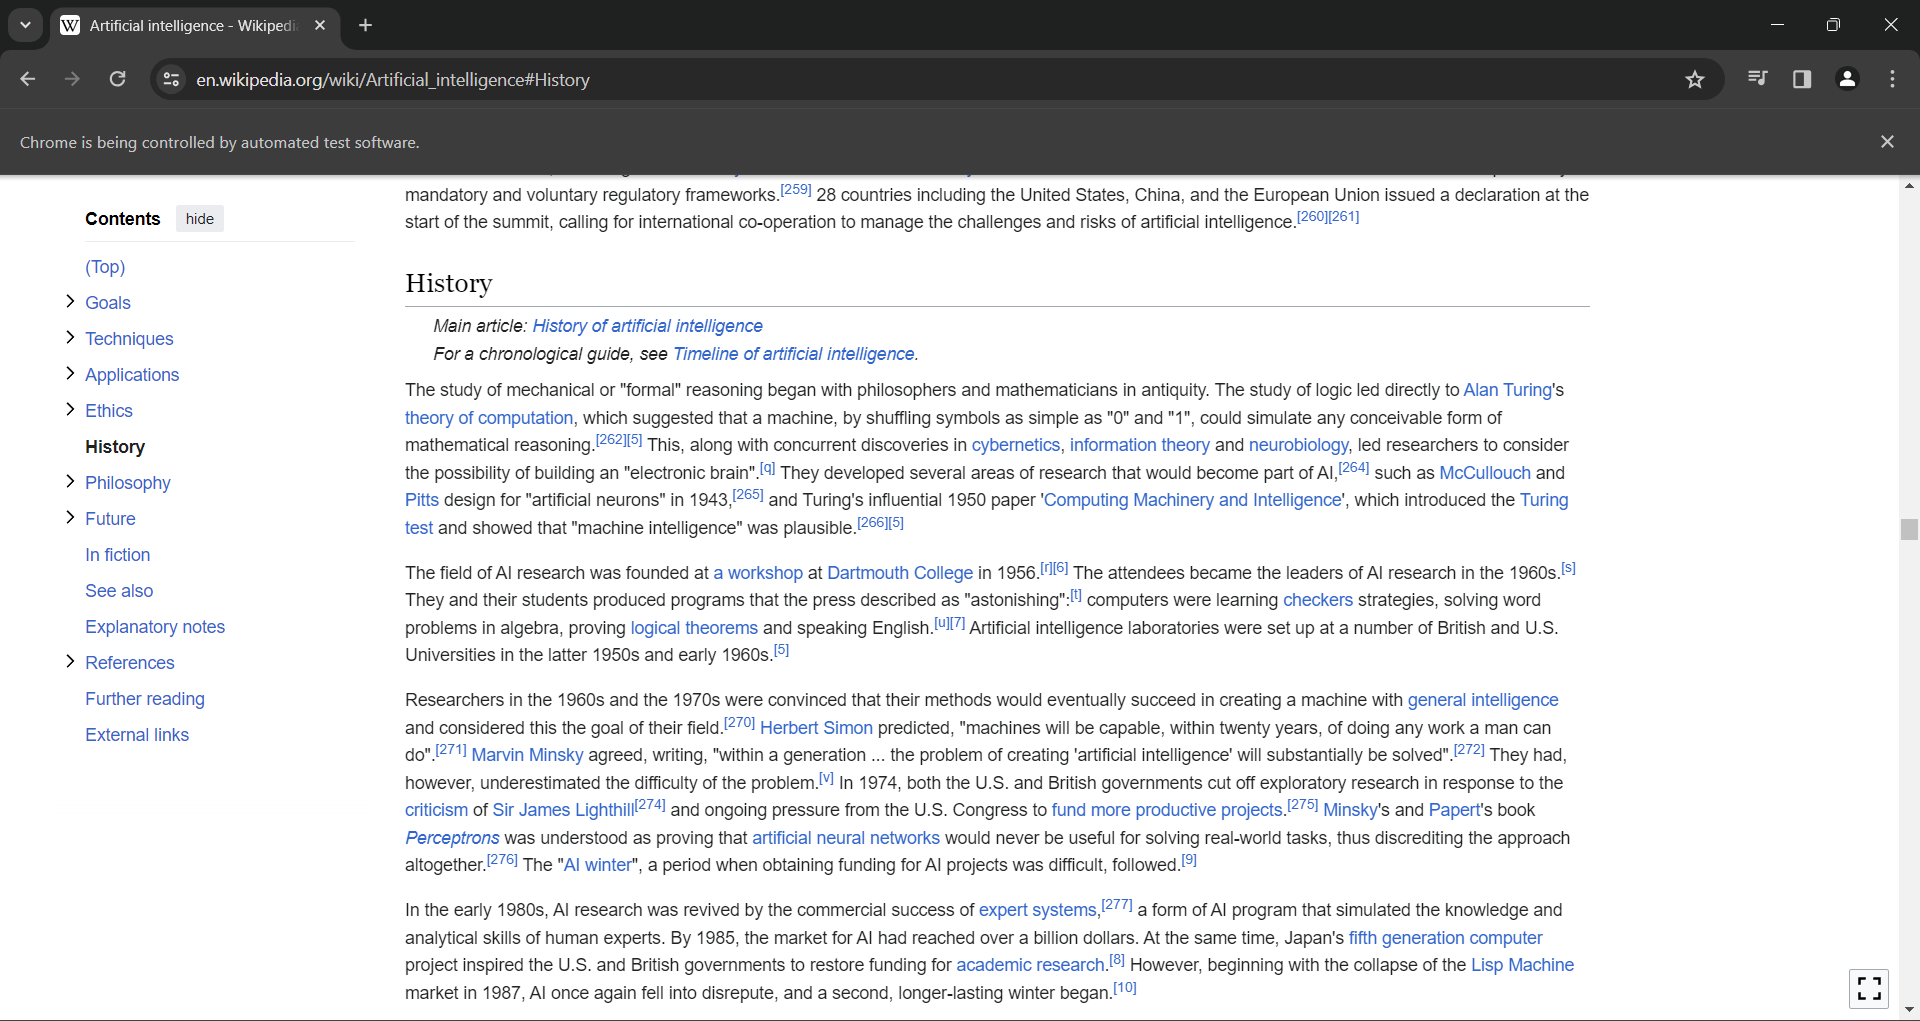 Artificial intelligence - Wikipedi
en.wikipedia.org/wiki/Artificial_intelligence#History
Chrome is being controlled by automated test software.
Contents hide
(Top)
Goals
Techniques
Applications
Ethics
History
Philosophy
Future
In fiction
See also
Explanatory notes
References
Further reading
External links
mandatory and voluntary regulatory frameworks.[259] 28 countries including the United States, China, and the European Union issued a declaration at the
start of the summit, calling for international co-operation to manage the challenges and risks of artificial intelligence.[260][261]
History
Main article: History of artificial intelligence
For a chronological guide, see Timeline of artificial intelligence.
The study of mechanical or "formal" reasoning began with philosophers and mathematicians in antiquity. The study of logic led directly to Alan Turing's
theory of computation, which suggested that a machine, by shuffling symbols as simple as "0" and "1", could simulate any conceivable form of
mathematical reasoning.[262][5] This, along with concurrent discoveries in cybernetics, information theory and neurobiology, led researchers to consider
the possibility of building an "electronic brain".[q] They developed several areas of research that would become part of AI,[264] such as McCullouch and
Pitts design for "artificial neurons" in 1943,[265] and Turing's influential 1950 paper 'Computing Machinery and Intelligence', which introduced the Turing
test and showed that "machine intelligence" was plausible.[266][5]
The field of AI research was founded at a workshop at Dartmouth College in 1956.[r][6] The attendees became the leaders of AI research in the 1960s.[s]
They and their students produced programs that the press described as "astonishing":[t] computers were learning checkers strategies, solving word
problems in algebra, proving logical theorems and speaking English.[u][7] Artificial intelligence laboratories were set up at a number of British and U.S.
Universities in the latter 1950s and early 1960s.[5]
Researchers in the 1960s and the 1970s were convinced that their methods would eventually succeed in creating a machine with general intelligence
and considered this the goal of their field.[270] Herbert Simon predicted, "machines will be capable, within twenty years, of doing any work a man can
do".[271] Marvin Minsky agreed, writing, "within a generation ... the problem of creating 'artificial intelligence' will substantially be solved".[272] They had,
however, underestimated the difficulty of the problem.[v] In 1974, both the U.S. and British governments cut off exploratory research in response to the
criticism of Sir James Lighthill[274] and ongoing pressure from the U.S. Congress to fund more productive projects.[275] Minsky's and Papert's book
Perceptrons was understood as proving that artificial neural networks would never be useful for solving real-world tasks, thus discrediting the approach
altogether.[276] The "AI winter", a period when obtaining funding for AI projects was difficult, followed.[9]
In the early 1980s, AI research was revived by the commercial success of expert systems,[277] a form of AI program that simulated the knowledge and
analytical skills of human experts. By 1985, the market for AI had reached over a billion dollars. At the same time, Japan's fifth generation computer
project inspired the U.S. and British governments to restore funding for academic research.[8] However, beginning with the collapse of the Lisp Machine
market in 1987, AI once again fell into disrepute, and a second, longer-lasting winter began.[10]